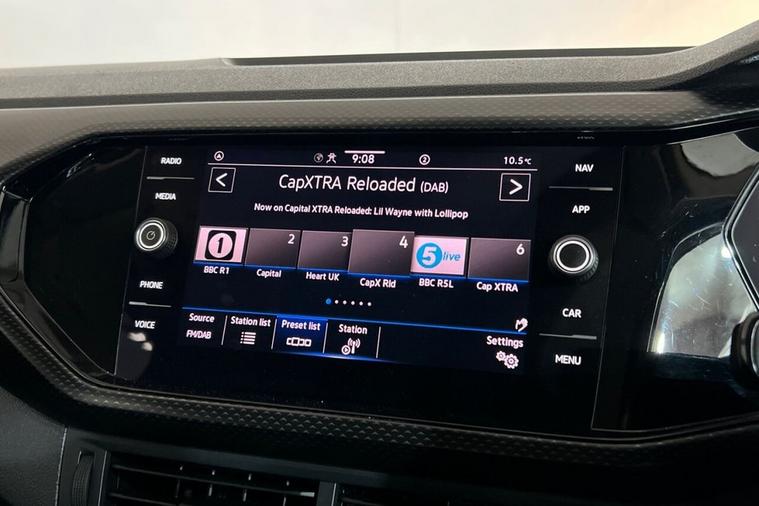 RADIO
MEDIA
PHONE
VOICE
9:08
2
10.5°C
CapXTRA Reloaded (DAB)
Now on Capital XTRA Reloaded: Lil Wayne with Lollipop
1
2
3
4
5 live
6
BBC R1
Capital
Heart UK
CapX Rld
BBC R5L
Cap XTRA
Source
FM/DAB
Station list
Preset list
Station
Settings
NAV
APP
CAR
MENU